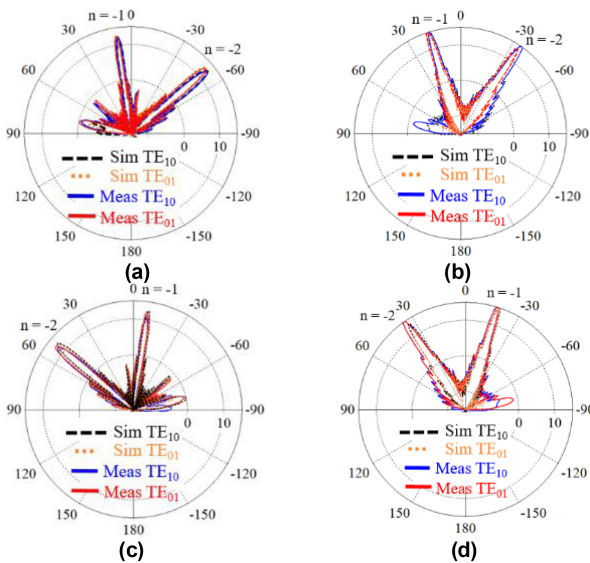 n = -1 0
30 -30
n = -2
60 -60
90 0 10 -90
Sim TE10
Sim TE01
120 Meas TE10 -120
Meas TE01
150 -150
180
(a)
n = -1 0
30 -30
n = -2
60 -60
90 0 10 -90
Sim TE10
Sim TE01
120 Meas TE10 -120
Meas TE01
150 -150
180
(b)
0 n = -1
30 -30
n = -2
60 -60
90 0 10 -90
Sim TE10
Sim TE01
120 Meas TE10 -120
Meas TE01
150 -150
180
(c)
0 n = -1
n = -2 30 -30
60 -60
90 0 10 -90
Sim TE10
Sim TE01
120 Meas TE10 -120
Meas TE01
150 -150
180
(d)